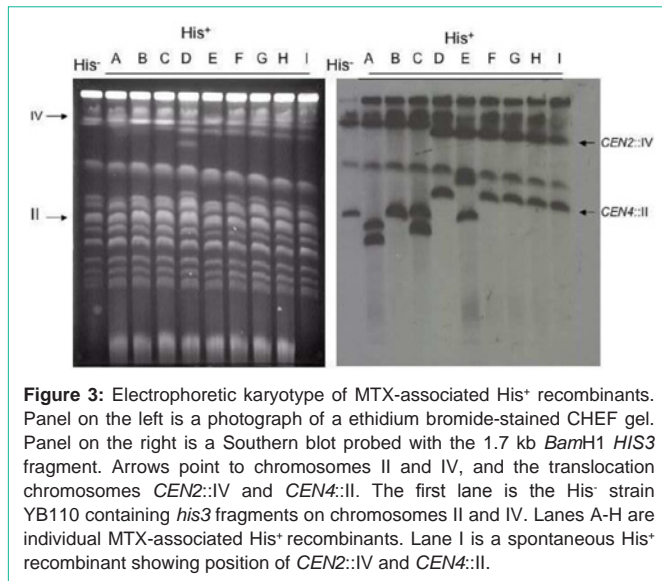 His⁺
His⁺
His⁻ A B C D E F G H I
His⁻ A B C D E F G H I
IV
CEN2::IV
II
CEN4::II
Figure 3: Electrophoretic karyotype of MTX-associated His⁺ recombinants.
Panel on the left is a photograph of a ethidium bromide-stained CHEF gel.
Panel on the right is a Southern blot probed with the 1.7 kb BamH1 HIS3
fragment. Arrows point to chromosomes II and IV, and the translocation
chromosomes CEN2::IV and CEN4::II. The first lane is the His⁻ strain
YB110 containing his3 fragments on chromosomes II and IV. Lanes A-H are
individual MTX-associated His⁺ recombinants. Lane I is a spontaneous His⁺
recombinant showing position of CEN2::IV and CEN4::II.